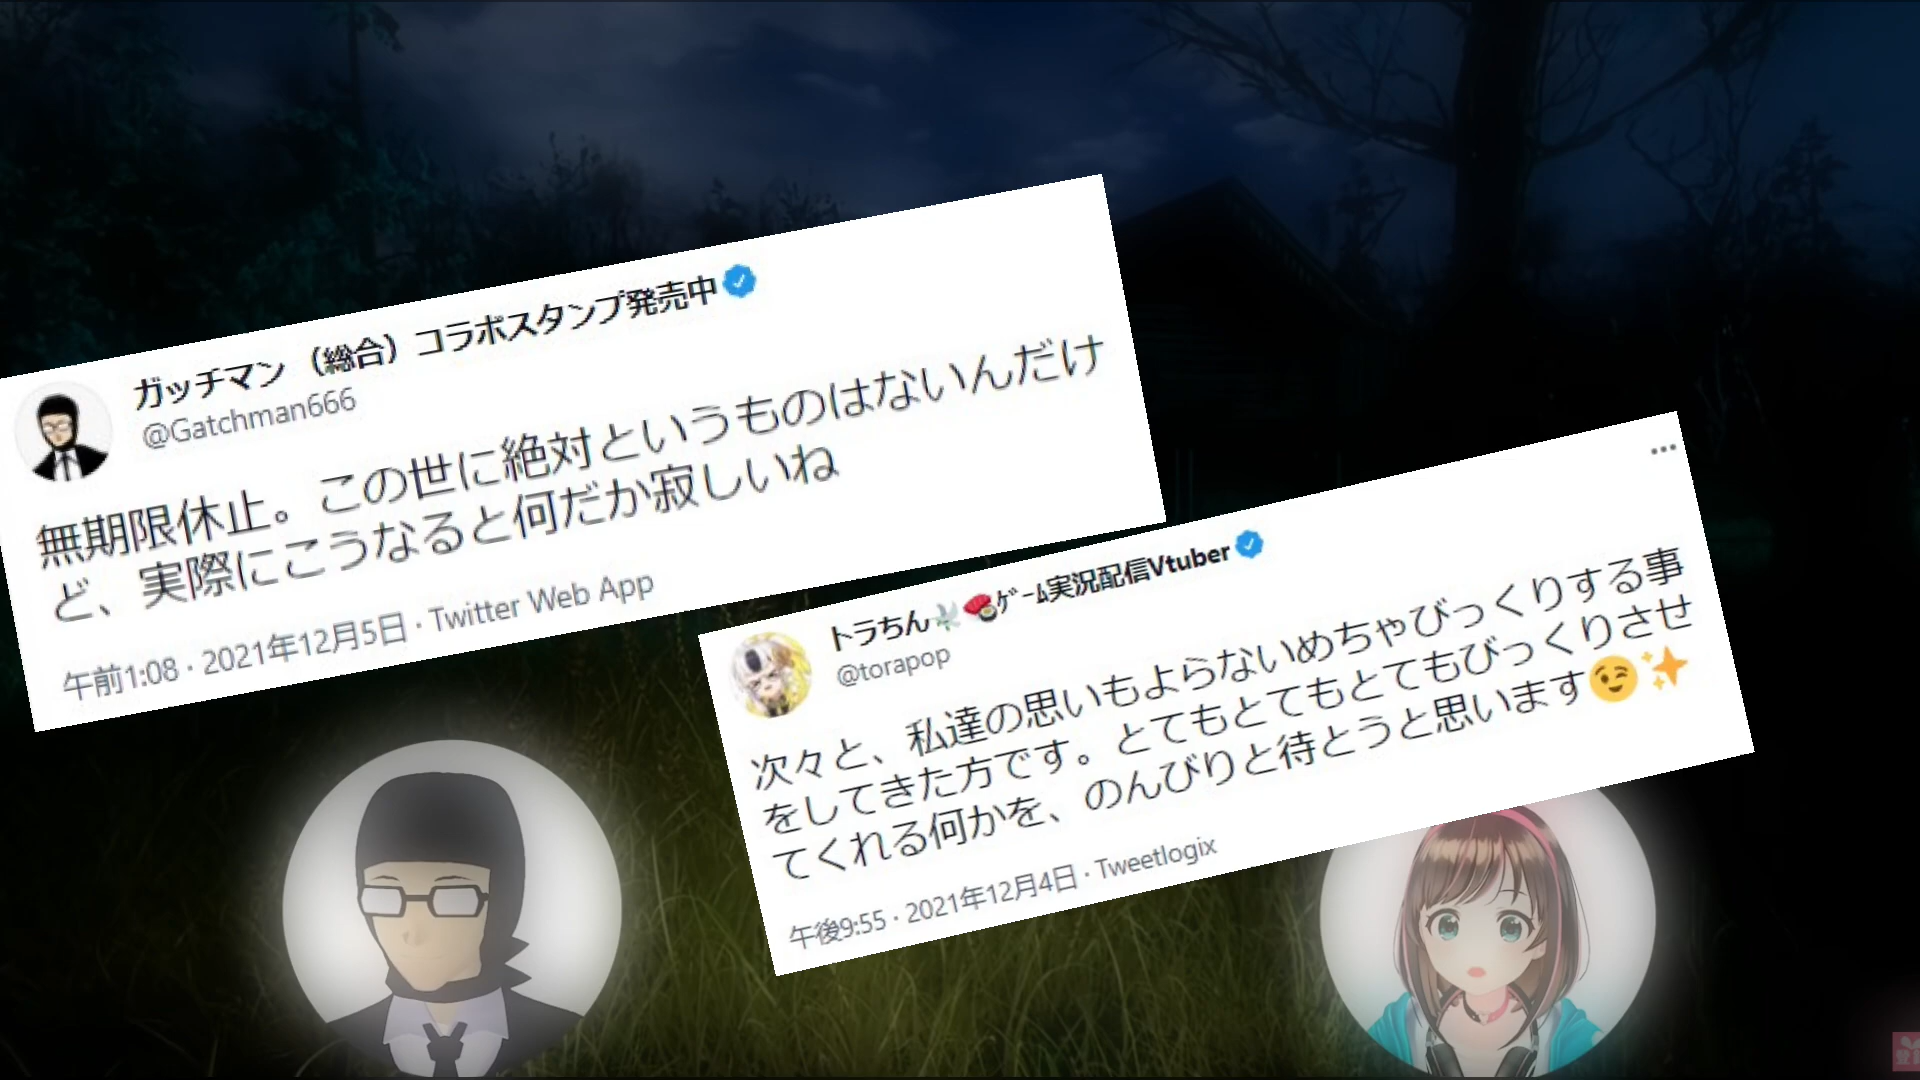 ガッチマン（総合）コラボスタンプ発売中
@Gatchman666
無期限休止。この世に絶対というものはないんだけ
ど、実際にこうなると何だか寂しいね
午前1:08 · 2021年12月5日 · Twitter Web App
トラちん🕊🍣ｹﾞｰﾑ実況配信Vtuber
@torapop
次々と、私達の思いもよらないめちゃびっくりする事
をしてきた方です。とてもとてもとてもびっくりさせ
てくれる何かを、のんびりと待とうと思います😉✨
午後9:55 · 2021年12月4日 · Tweetlogix